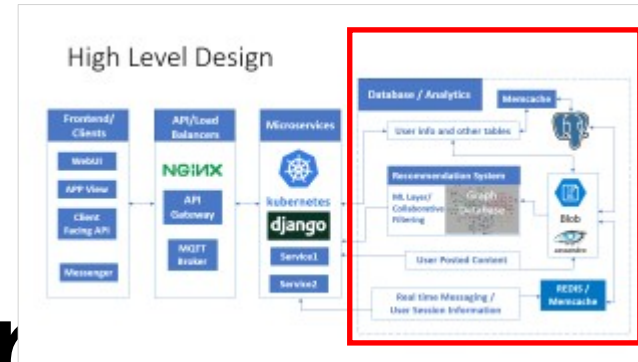 High Level Design
Frontend/
Clients
WebUI
APP View
Client
Facing API
Messenger
API/Load
Balancers
NGINX
API
Gateway
MQTT
Broker
Microservices
kubernetes
django
Service1
Service2
Database / Analytics
Memcache
User info and other tables
Recommendation System
ML Layer/
Collaborative
Filtering
Graph
Database
Blob
cassandra
User Posted Content
Real time Messaging /
User Session Information
REDIS /
Memcache